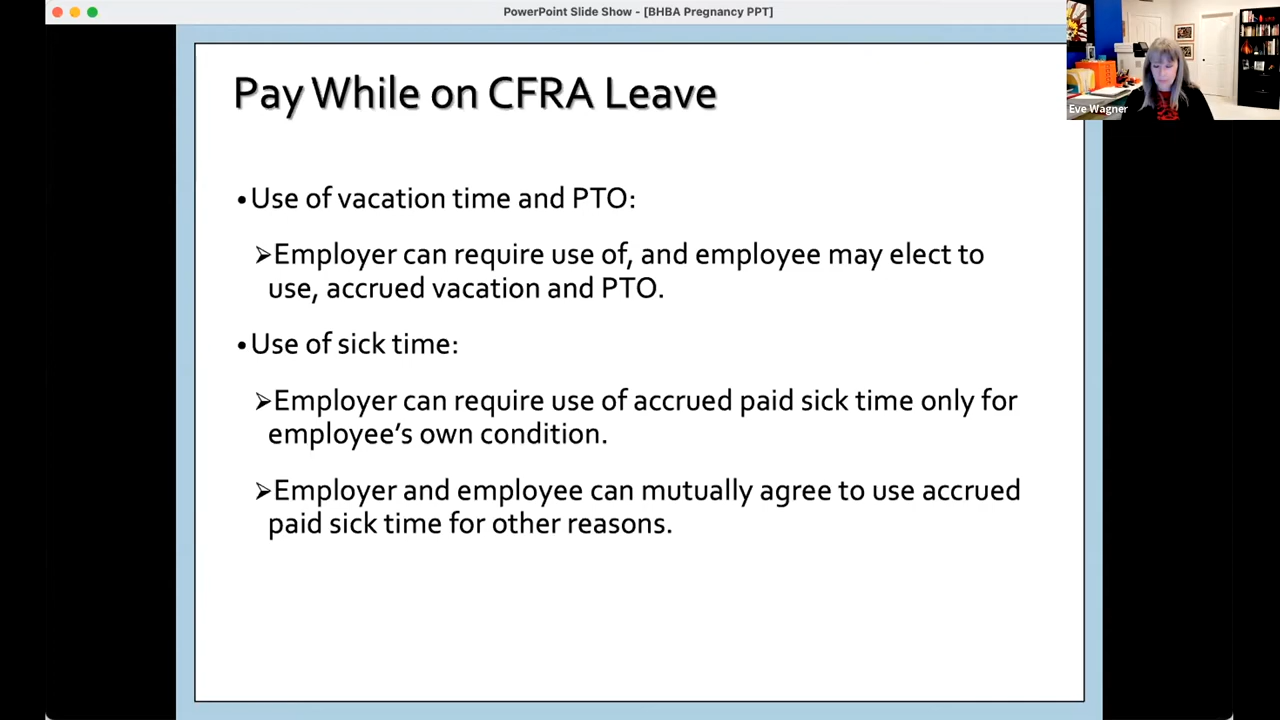 PowerPoint Slide Show - [BHBA Pregnancy PPT]
Eve Wagner
Pay While on CFRA Leave
•Use of vacation time and PTO:
➢Employer can require use of, and employee may elect to
use, accrued vacation and PTO.
•Use of sick time:
➢Employer can require use of accrued paid sick time only for
employee’s own condition.
➢Employer and employee can mutually agree to use accrued
paid sick time for other reasons.